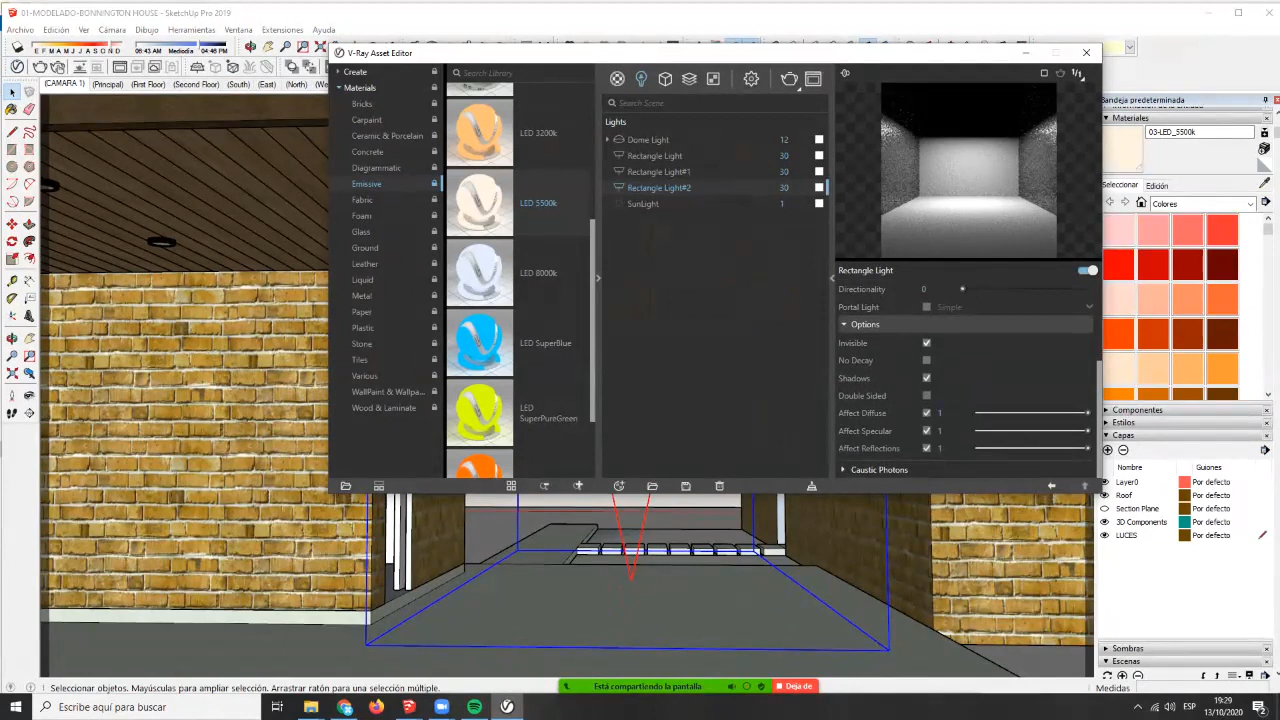 01-MODELADO-BONNINGTON HOUSE - SketchUp Pro 2019
Archivo Edición Ver Cámara Dibujo Herramientas Ventana Extensiones Ayuda
E F M A M J J A S O N D 06:43 AM Mediodía 04:46 PM
(CAMARA 1) (Principal) (First Floor) (Second Floor) (South) (East)
V-Ray Asset Editor
Create
Materials
Bricks
Carpaint
Ceramic & Porcelain
Concrete
Diagrammatic
Emissive
Fabric
Foam
Glass
Ground
Leather
Liquid
Metal
Paper
Plastic
Stone
Tiles
Various
WallPaint & Wallpa...
Wood & Laminate
Search Library
LED 3200k
LED 5500k
LED 8000k
LED SuperBlue
LED
SuperPureGreen
Search Scene
Lights
Dome Light 12
Rectangle Light 30
Rectangle Light#1 30
Rectangle Light#2 30
SunLight 1
1/1
Rectangle Light
Directionality 0
Portal Light Simple
Options
Invisible
No Decay
Shadows
Double Sided
Affect Diffuse 1
Affect Specular 1
Affect Reflections 1
Caustic Photons
Bandeja predeterminada
Materiales
03-LED_5500k
Seleccionar Edición
Colores
Componentes
Estilos
Capas
Nombre Guiones
Layer0 Por defecto
Roof Por defecto
Section Plane Por defecto
3D Components Por defecto
LUCES Por defecto
Sombras
Escenas
Seleccionar objetos. Mayúsculas para ampliar selección. Arrastrar ratón para una selección múltiple.
Está compartiendo la pantalla
Deja de
Medidas
Escribe aquí para buscar
ESP
19:29
13/10/2020
2